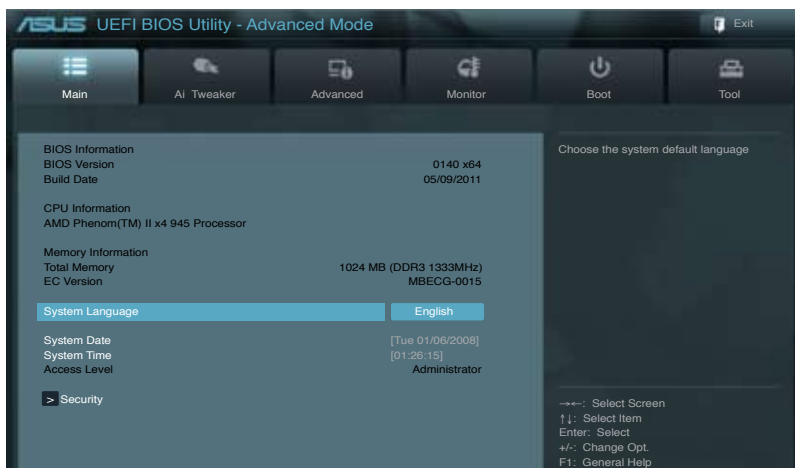 ASUS UEFI BIOS Utility - Advanced Mode
Exit
Main Ai Tweaker Advanced Monitor Boot Tool
BIOS Information
BIOS Version 0140 x64
Build Date 05/09/2011
CPU Information
AMD Phenom(TM) II x4 945 Processor
Memory Information
Total Memory 1024 MB (DDR3 1333MHz)
EC Version MBECG-0015
System Language English
System Date [Tue 01/06/2008]
System Time [01:26:15]
Access Level Administrator
> Security
Choose the system default language
→←: Select Screen
↑↓: Select Item
Enter: Select
+/-: Change Opt.
F1: General Help